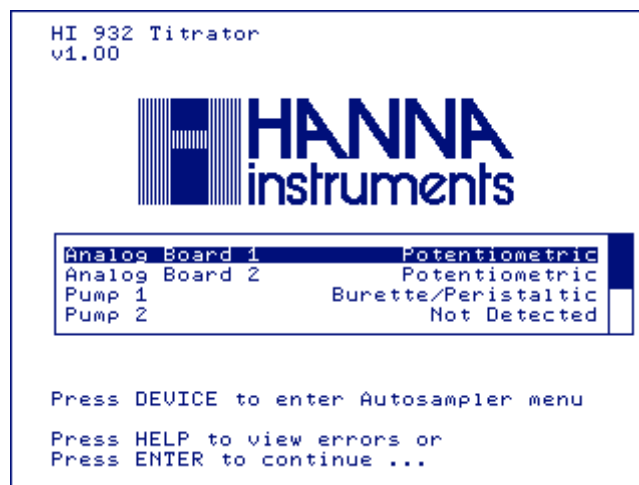 HI 932 Titrator
v1.00
HANNA
instruments
Analog Board 1 Potentiometric
Analog Board 2 Potentiometric
Pump 1 Burette/Peristaltic
Pump 2 Not Detected
Press DEVICE to enter Autosampler menu
Press HELP to view errors or
Press ENTER to continue ...